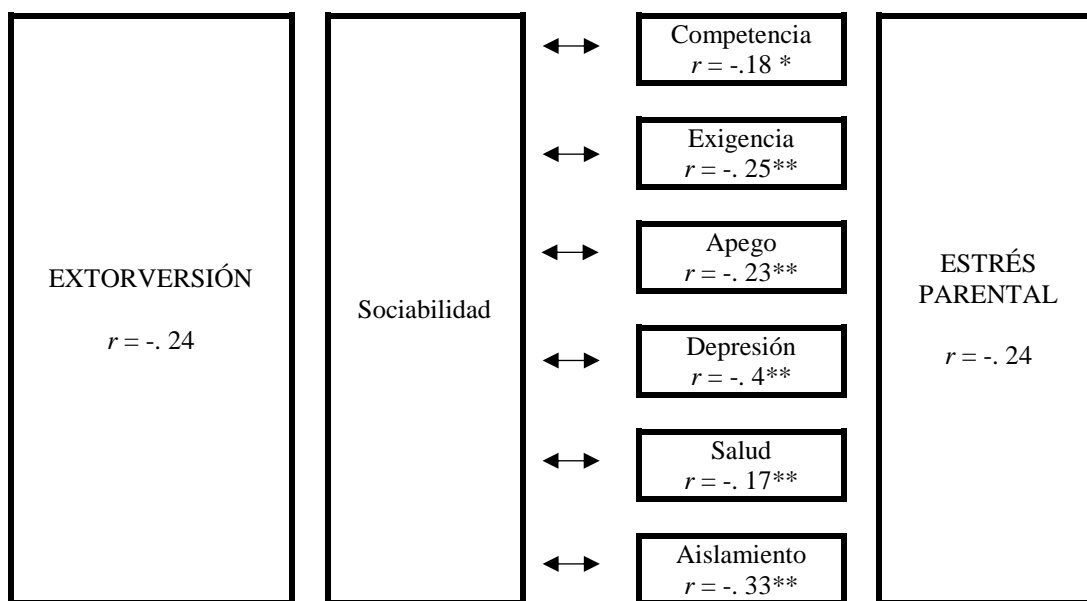 EXTORVERSIÓN
r = -. 24
Sociabilidad
Competencia
r = -.18 *
Exigencia
r = -. 25**
Apego
r = -. 23**
Depresión
r = -. 4**
Salud
r = -. 17**
Aislamiento
r = -. 33**
ESTRÉS
PARENTAL
r = -. 24